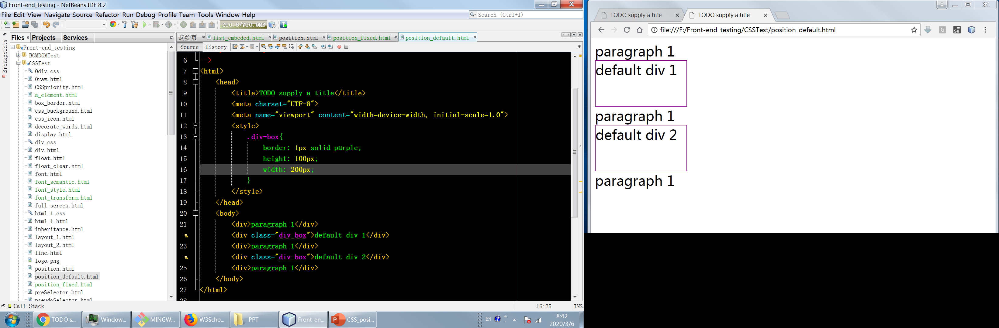 Front-end_testing - NetBeans IDE 8.2
File Edit View Navigate Source Refactor Run Debug Profile Team Tools Window Help
Search (Ctrl+I)
310.6/710.0MB
Breakpoints
Files Projects Services
Front-end_testing
BOMDOMTest
CSSTest
0div.css
0raw.html
CSSpriority.html
a_element.html
box_border.html
css_background.html
css_icon.html
decorate_words.html
display.html
div.css
div.html
float.html
float_clear.html
font.html
font_semantic.html
font_style.html
font_transform.html
full_screen.html
html_1.css
html_1.html
inheritance.html
layout_1.html
layout_2.html
line.html
logo.png
position.html
position_default.html
position_fixed.html
preSelector.html
pseudoSelector.html
起始页 list_embeded.html position.html position_fixed.html position_default.html
Source History
6 -->
7 <html>
8 <head>
9 <title>TODO supply a title</title>
10 <meta charset="UTF-8">
11 <meta name="viewport" content="width=device-width, initial-scale=1.0">
12 <style>
13 .div-box{
14 border: 1px solid purple;
15 height: 100px;
16 width: 200px;
17 }
18 </style>
19 </head>
20 <body>
21 <div>paragraph 1</div>
<div class="div-box">default div 1</div>
23 <div>paragraph 1</div>
<div class="div-box">default div 2</div>
25 <div>paragraph 1</div>
26 </body>
27 </html>
28
Call Stack
16:25 INS
TODO s... Window... MINGW... W3Scho... PPT Front-en... CSS_posi...
EN
8:42
2020/3/6
TODO supply a title TODO supply a title
file:///F:/Front-end_testing/CSSTest/position_default.html
G Se
paragraph 1
default div 1
paragraph 1
default div 2
paragraph 1